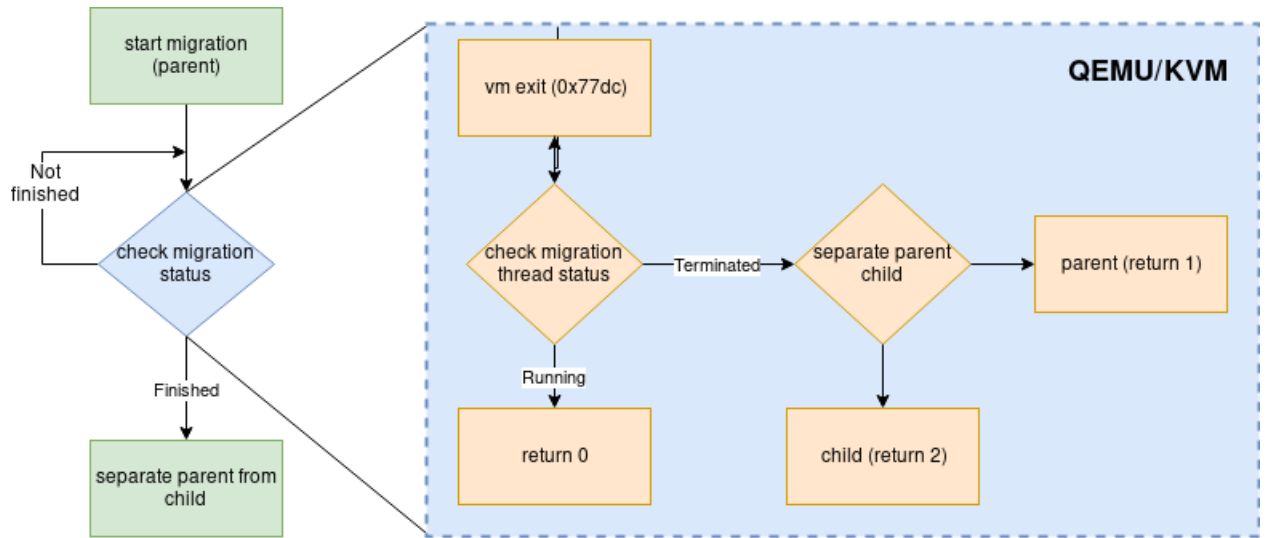 start migration
(parent)
Not
finished
check migration
status
Finished
separate parent from
child
QEMU/KVM
vm exit (0x77dc)
check migration
thread status
Terminated
separate parent
child
parent (return 1)
Running
return 0
child (return 2)